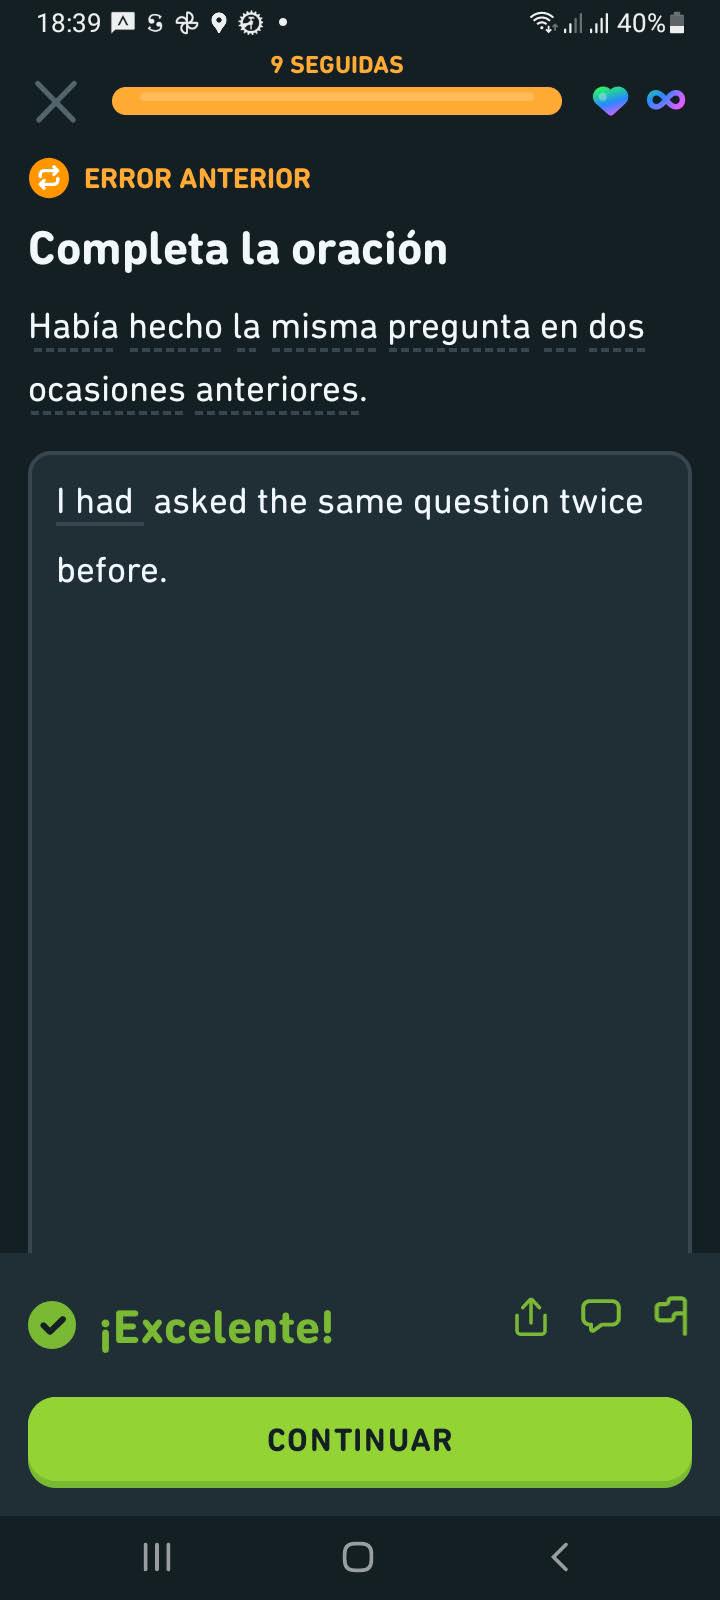 18:39
40%
9 SEGUIDAS
ERROR ANTERIOR
Completa la oración
Había hecho la misma pregunta en dos
ocasiones anteriores.
I had asked the same question twice
before.
¡Excelente!
CONTINUAR